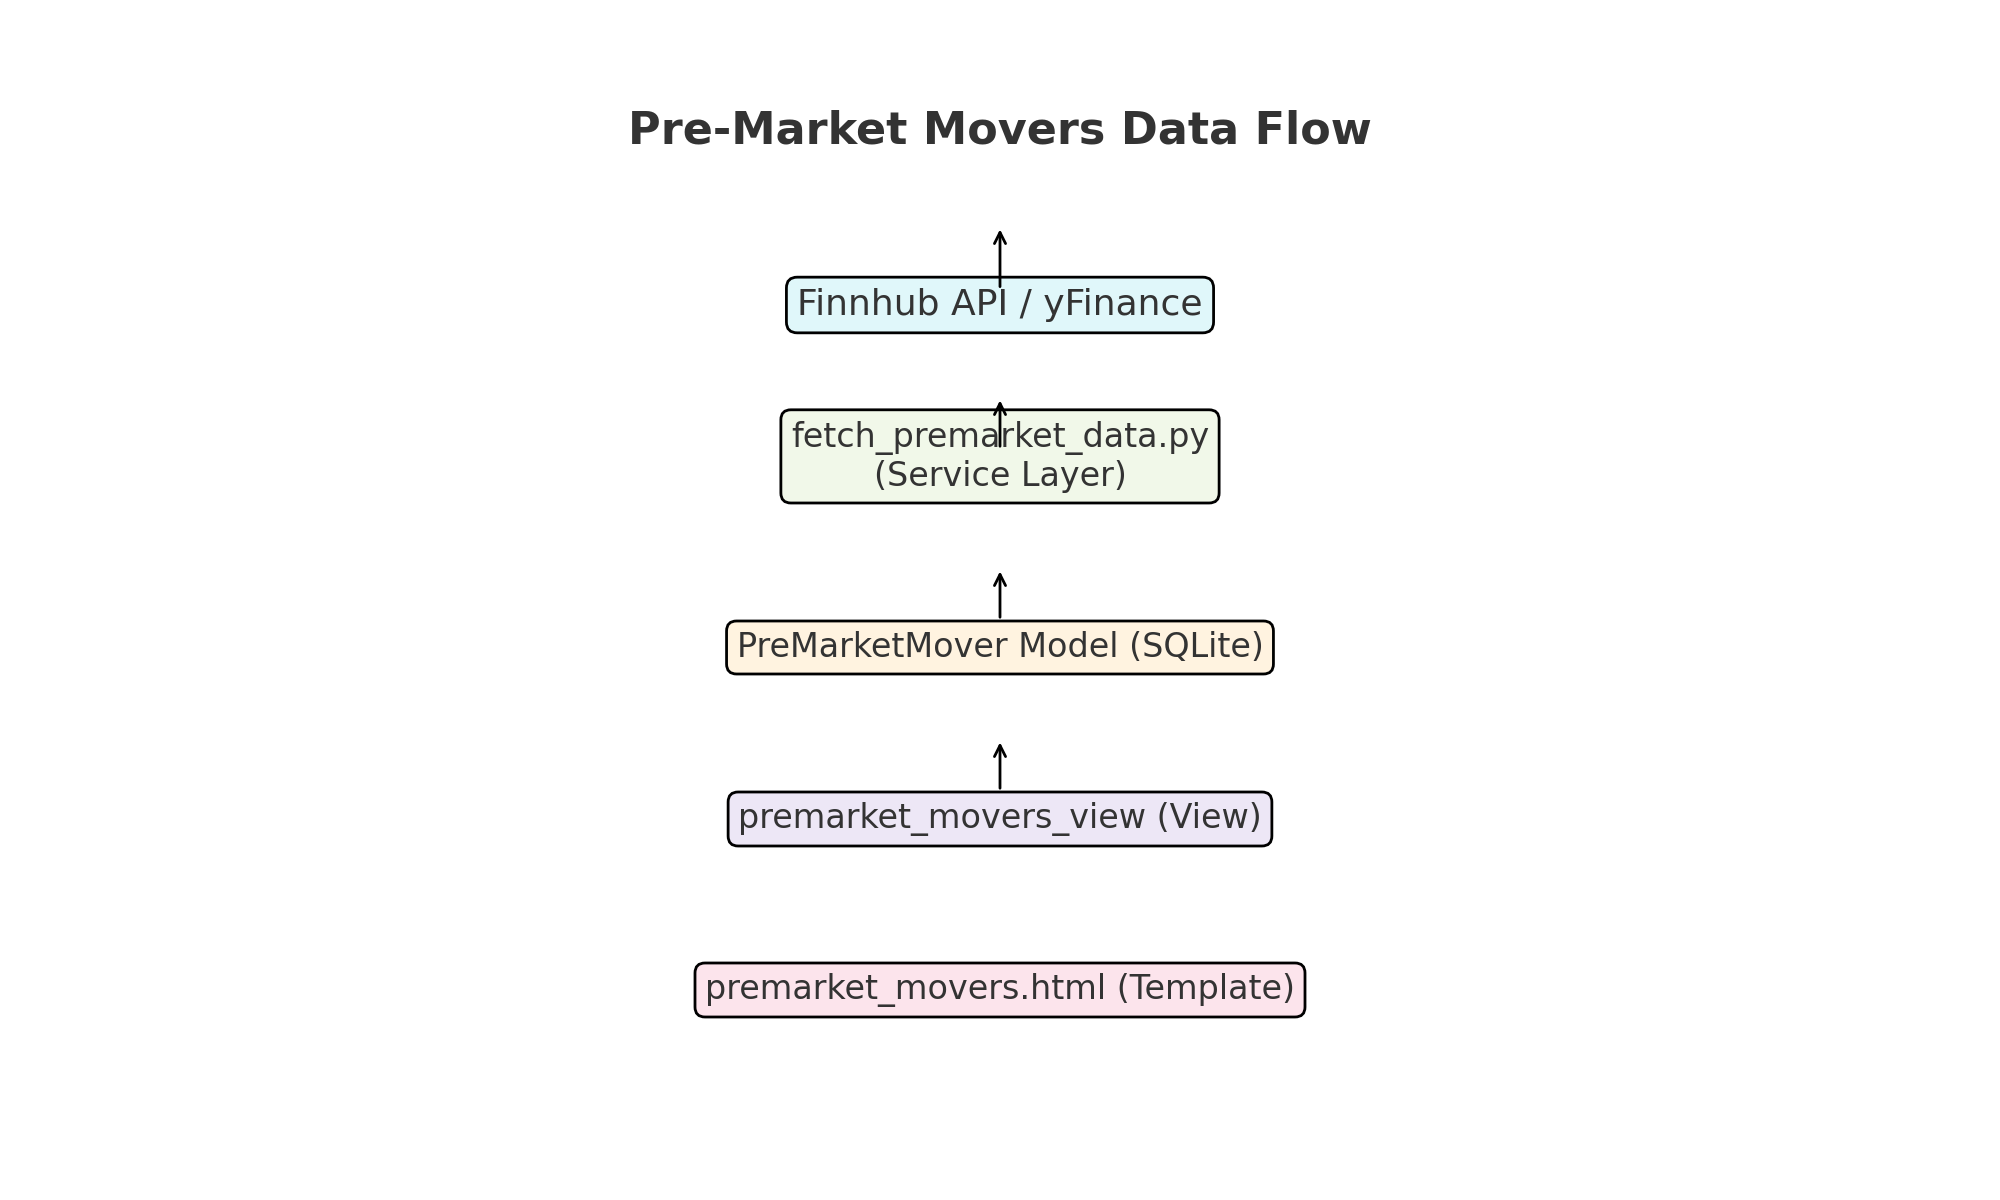 Pre-Market Movers Data Flow
Finnhub API / yFinance
fetch_premarket_data.py
(Service Layer)
PreMarketMover Model (SQLite)
premarket_movers_view (View)
premarket_movers.html (Template)